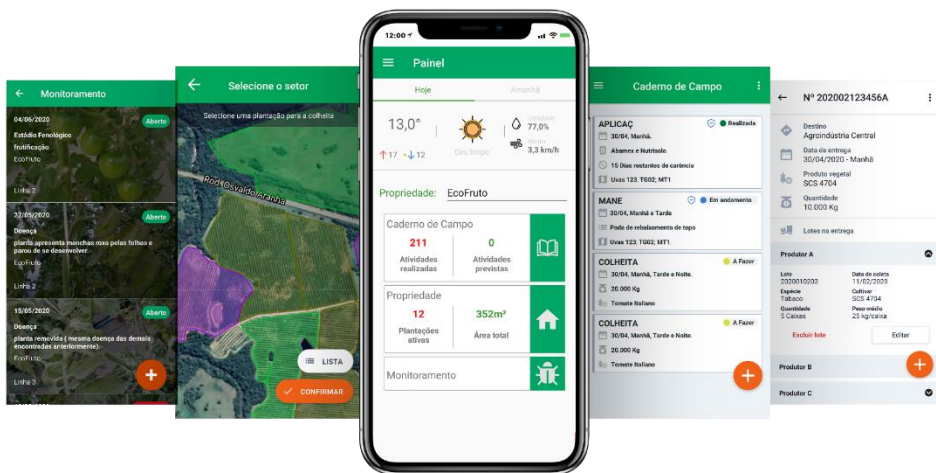 Monitoramento
04/06/2020
Aberto
Estádio Fenológico
frutificação
EcoFruto
Linha 2
27/05/2020
Aberto
Doença
planta apresenta manchas roxa pelas folhas e
parou de se desenvolver.
EcoFruto
Linha 2
15/05/2020
Aberto
Doença
planta removida ( mesma doença das demais
encontradas anteriormente).
EcoFruto
Linha 3
Selecione o setor
Selecione uma plantação para a colheita
Rod. Osvaldo Aranha
LISTA
CONFIRMAR
12:00
Painel
Hoje
Amanhã
13,0°
Umidade
77,0%
17
12
Céu limpo
Vento
3,3 km/h
Propriedade: EcoFruto
Caderno de Campo
211
0
Atividades
realizadas
Atividades
previstas
Propriedade
12
352m²
Plantações
ativas
Área total
Monitoramento
Caderno de Campo
APLICAÇ
Realizada
30/04, Manhã.
Abamex e Nutrisolo.
15 Dias restantes de carência
Uvas 123. TG02; MT1
MANE
Em andamento
30/04, Manhã e Tarde
Poda de rebaixamento de topo
Uvas 123. TG02; MT1
COLHEITA
A Fazer
30/04, Manhã, Tarde e Noite.
20.000 Kg
Tomate Italiano
COLHEITA
A Fazer
30/04, Manhã, Tarde e Noite.
20.000 Kg
Tomate Italiano
Nº 202002123456A
Destino
Agroindústria Central
Data de entrega
30/04/2020 - Manhã
Produto vegetal
SCS 4704
Quantidade
10.000 Kg
Lotes na entrega
Produtor A
Lote
Data de coleta
2020010203
11/02/2020
Espécie
Cultivar
Tabaco
SCS 4704
Quantidade
Peso médio
5 Caixas
25 kg/caixa
Excluir lote
Editar
Produtor B
Produtor C